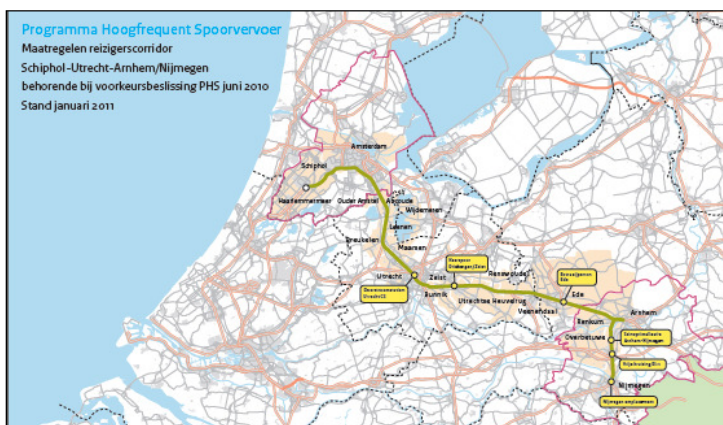 Programma Hoogfrequent Spoorvervoer
Maatregelen reizigerscorridor
Schiphol-Utrecht-Arnhem/Nijmegen
behorende bij voorkeursbeslissing PHS juni 2010
Stand januari 2011
Amsterdam
Schiphol
Haarlemmermeer
Ouder Amstel
Abcoude
Wijdemeren
Loenen
Breukelen
Maarssen
Utrecht
Zeist
Renswoude
Bunnik
Utrechtse Heuvelrug
Veenendaal
Ede
Arnhem
Renkum
Overbetuwe
Arnhem/Nijmegen
Nijmegen